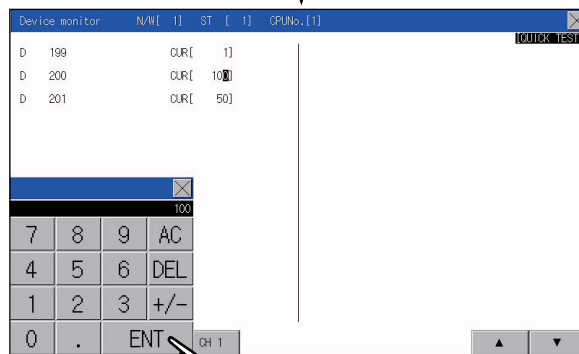 Device monitor N/W[ 1] ST [ 1] CPUNo.[1]
[QUICK TEST
D 199 CUR[ 1]
D 200 CUR[ 100]
D 201 CUR[ 50]
100
7 8 9 AC
4 5 6 DEL
1 2 3 +/-
0 . ENT
CH 1
▲ ▼